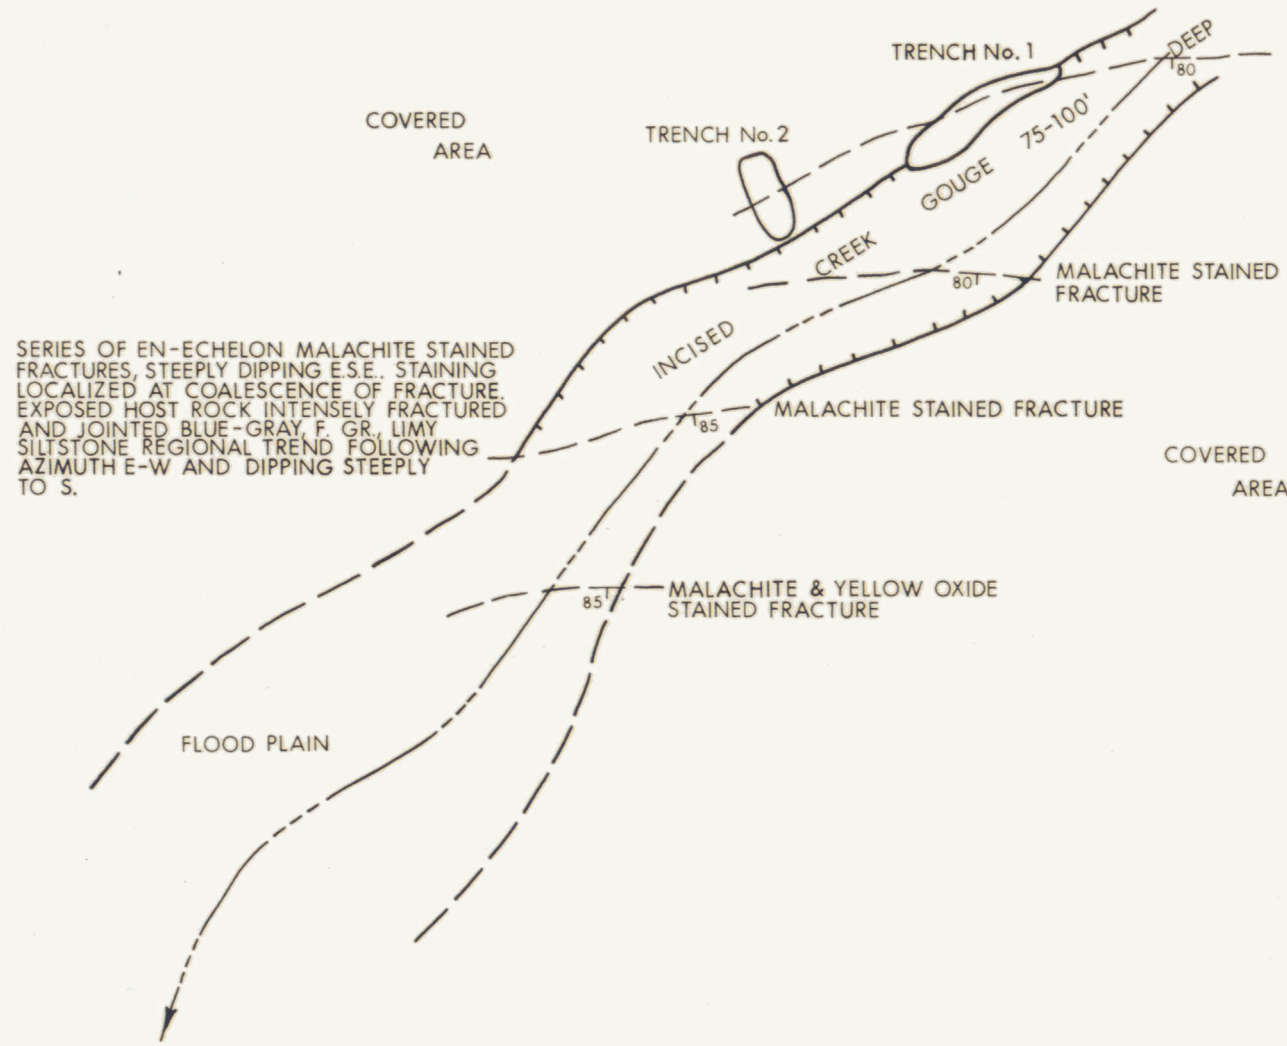 TRENCH No. 1
DEEP
80
COVERED
AREA
TRENCH No. 2
75-100'
GOUGE
CREEK
80
MALACHITE STAINED
FRACTURE
INCISED
SERIES OF EN-ECHELON MALACHITE STAINED
FRACTURES, STEEPLY DIPPING E.S.E.. STAINING
LOCALIZED AT COALESCENCE OF FRACTURE.
EXPOSED HOST ROCK INTENSELY FRACTURED
AND JOINTED BLUE-GRAY, F. GR., LIMY
SILTSTONE REGIONAL TREND FOLLOWING
AZIMUTH E-W AND DIPPING STEEPLY
TO S.
85
MALACHITE STAINED FRACTURE
COVERED
AREA
85
MALACHITE & YELLOW OXIDE
STAINED FRACTURE
FLOOD PLAIN